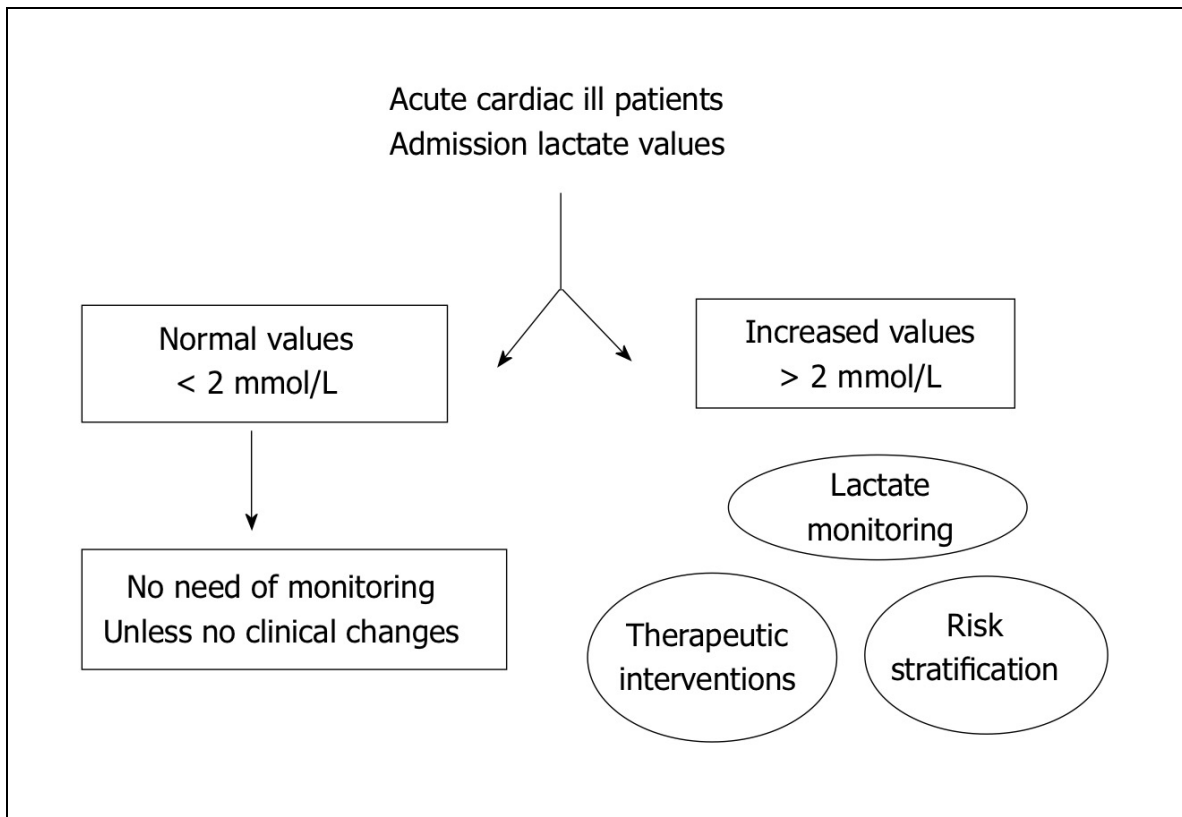 Acute cardiac ill patients
Admission lactate values
Normal values
< 2 mmol/L
Increased values
> 2 mmol/L
Lactate
monitoring
No need of monitoring
Unless no clinical changes
Therapeutic
interventions
Risk
stratification